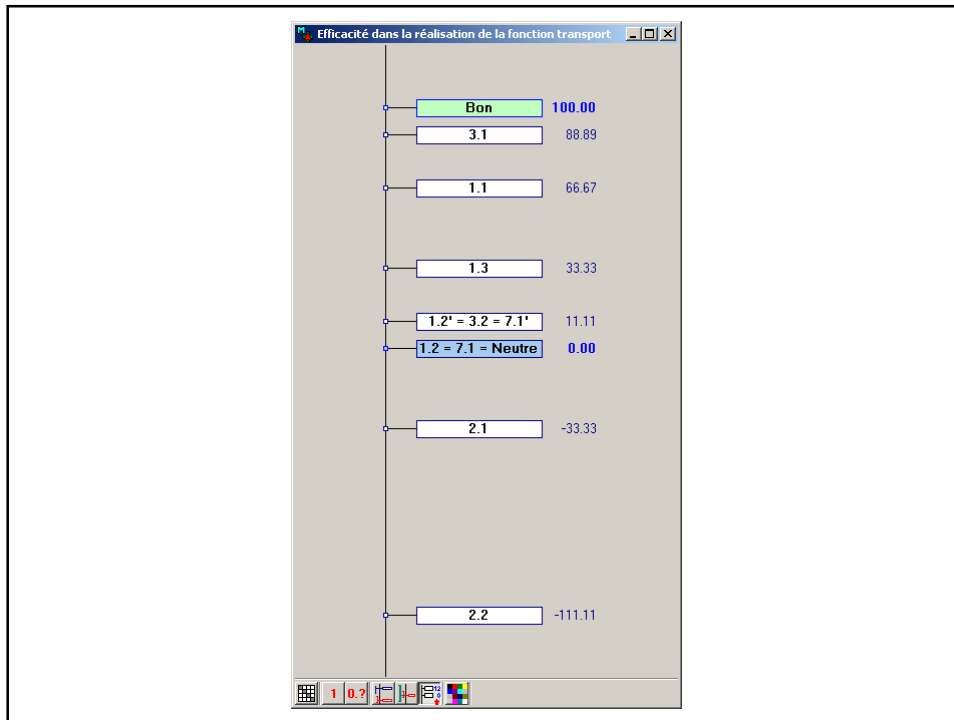 Efficacité dans la réalisation de la fonction transport
Bon 100.00
3.1 88.89
1.1 66.67
1.3 33.33
1.2' = 3.2 = 7.1' 11.11
1.2 = 7.1 = Neutre 0.00
2.1 -33.33
2.2 -111.11
1 0.? 12 0